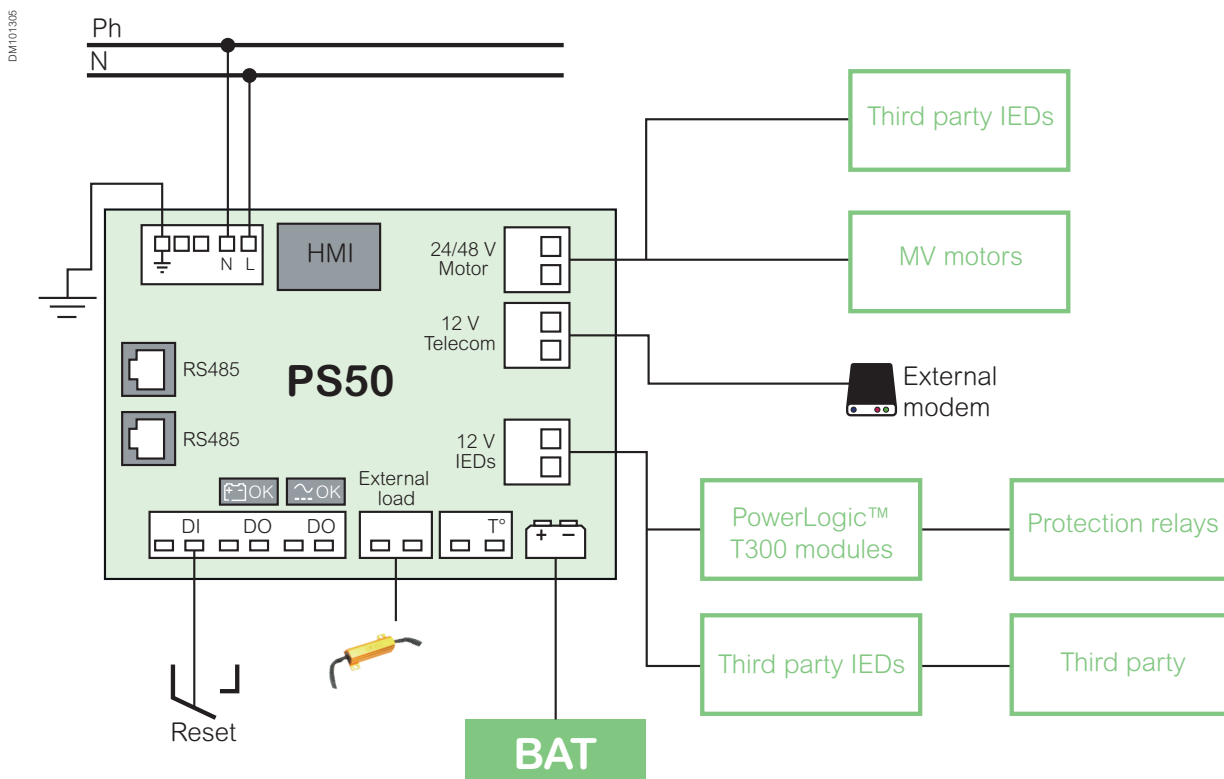 DM101305
Ph
N
Third party IEDs
HMI
N L
24/48 V
Motor
MV motors
12 V
Telecom
RS485
PS50
External
modem
RS485
12 V
IEDs
OK
OK
External
load
DI DO DO
T°
+ −
PowerLogic™
T300 modules
Protection relays
Third party IEDs
Third party
Reset
BAT